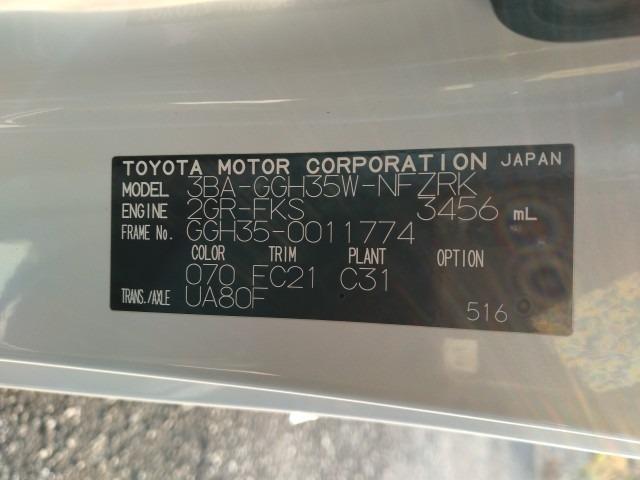 TOYOTA MOTOR CORPORATION JAPAN
MODEL 3BA-GGH35W-NFZRK
ENGINE 2GR-FKS 3456 mL
FRAME No. GGH35-0011774
COLOR TRIM PLANT OPTION
070 FC21 C31
TRANS./AXLE UA80F
516